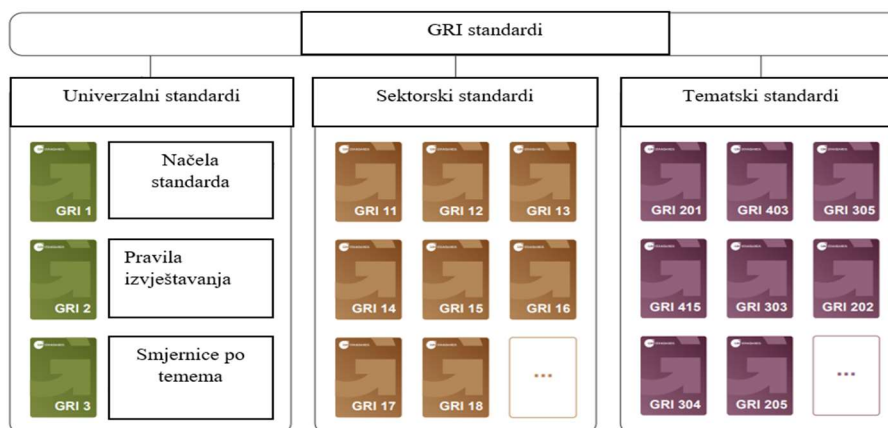 GRI standardi
Univerzalni standardi
Sektorski standardi
Tematski standardi
Načela
standarda
GRI 1
GRI 11
GRI 12
GRI 13
GRI 201
GRI 403
GRI 305
Pravila
izvještavanja
GRI 2
GRI 14
GRI 15
GRI 16
GRI 415
GRI 303
GRI 202
Smjernice po
temema
GRI 3
GRI 17
GRI 18
...
GRI 304
GRI 205
...